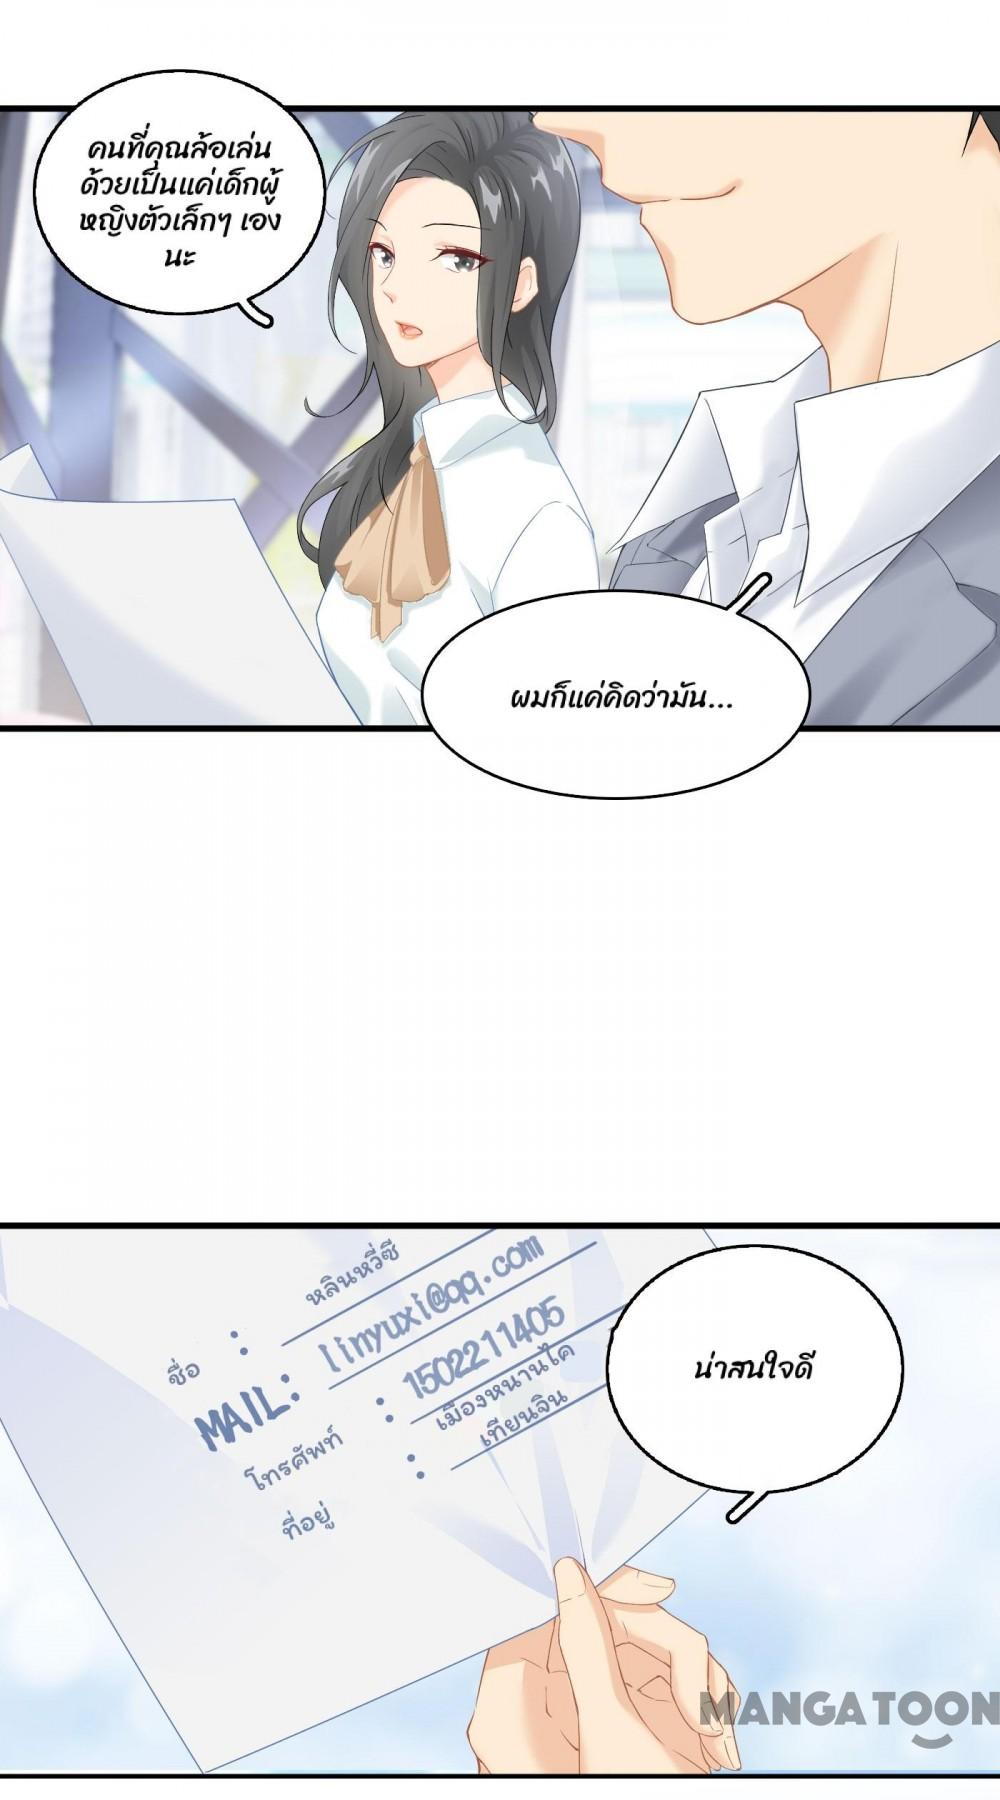 คนที่คุณล้อเล่น
ด้วยเป็นแค่เด็กผู้
หญิงตัวเล็กๆ เอง
นะ
ผมก็แค่คิดว่ามัน...
ชื่อ : หลินหวี่ซี
MAIL: linyuxi@qq.com
โทรศัพท์ : 1502211405
ที่อยู่ : เมืองหนานไค
เทียนจิน
น่าสนใจดี
MANGATOON